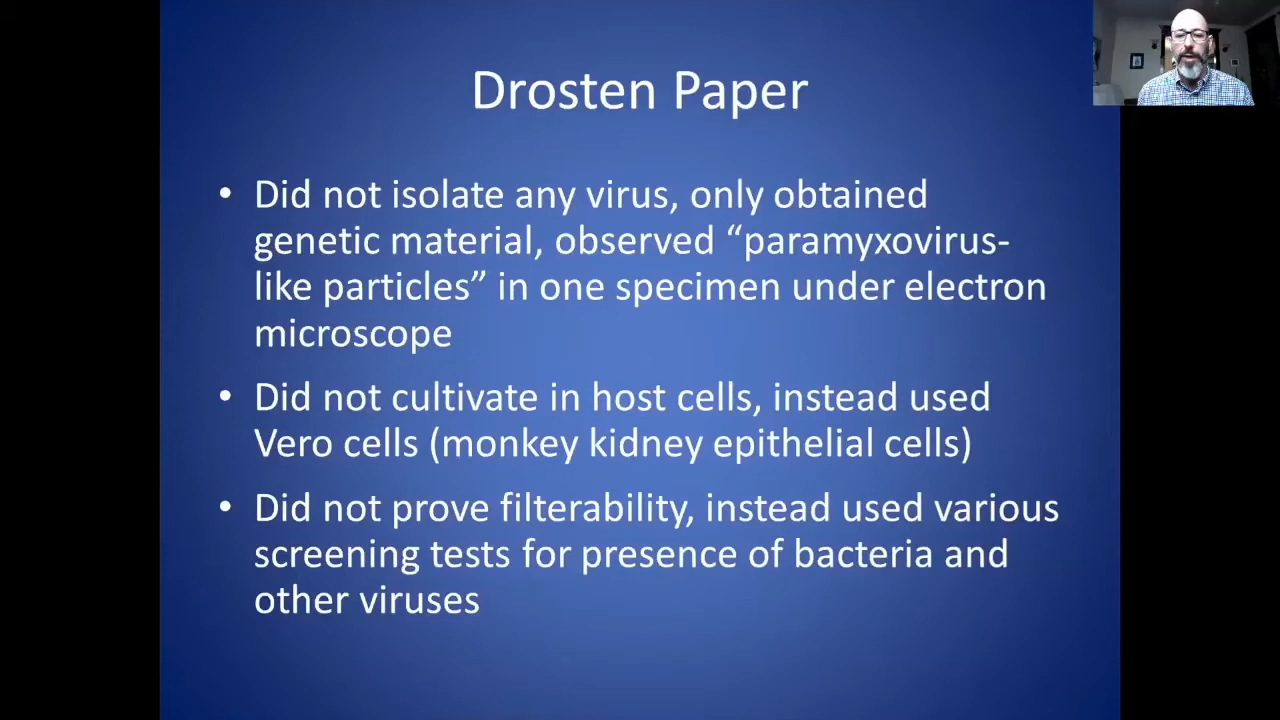 Drosten Paper
• Did not isolate any virus, only obtained
genetic material, observed “paramyxovirus-
like particles” in one specimen under electron
microscope
• Did not cultivate in host cells, instead used
Vero cells (monkey kidney epithelial cells)
• Did not prove filterability, instead used various
screening tests for presence of bacteria and
other viruses